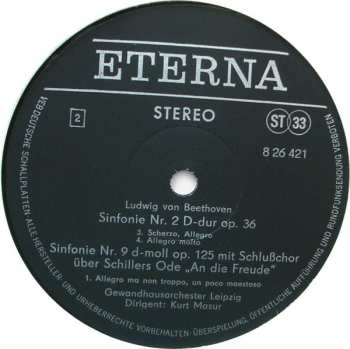 ETERNA
2
STEREO
ST 33
8 26 421
Ludwig von Beethoven
Sinfonie Nr. 2 D-dur op. 36
3. Scherzo, Allegro
4. Allegro molto
Sinfonie Nr. 9 d-moll op. 125 mit Schlußchor
über Schillers Ode „An die Freude"
1. Allegro ma non troppo, un poco maestoso
Gewandhausorchester Leipzig
Dirigent: Kurt Masur
VEB DEUTSCHE SCHALLPLATTEN ALLE HERSTELLER- UND URHEBERRECHTE VORBEHALTEN · ÜBERSPIELUNG, ÖFFENTLICHE AUFFÜHRUNG UND RUNDFUNKSENDUNG VERBOTEN